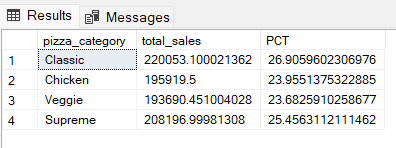 Results Messages
pizza_category total_sales PCT
1 Classic 220053.100021362 26.9059602306976
2 Chicken 195919.5 23.9551375322885
3 Veggie 193690.451004028 23.6825910258677
4 Supreme 208196.99981308 25.4563112111462